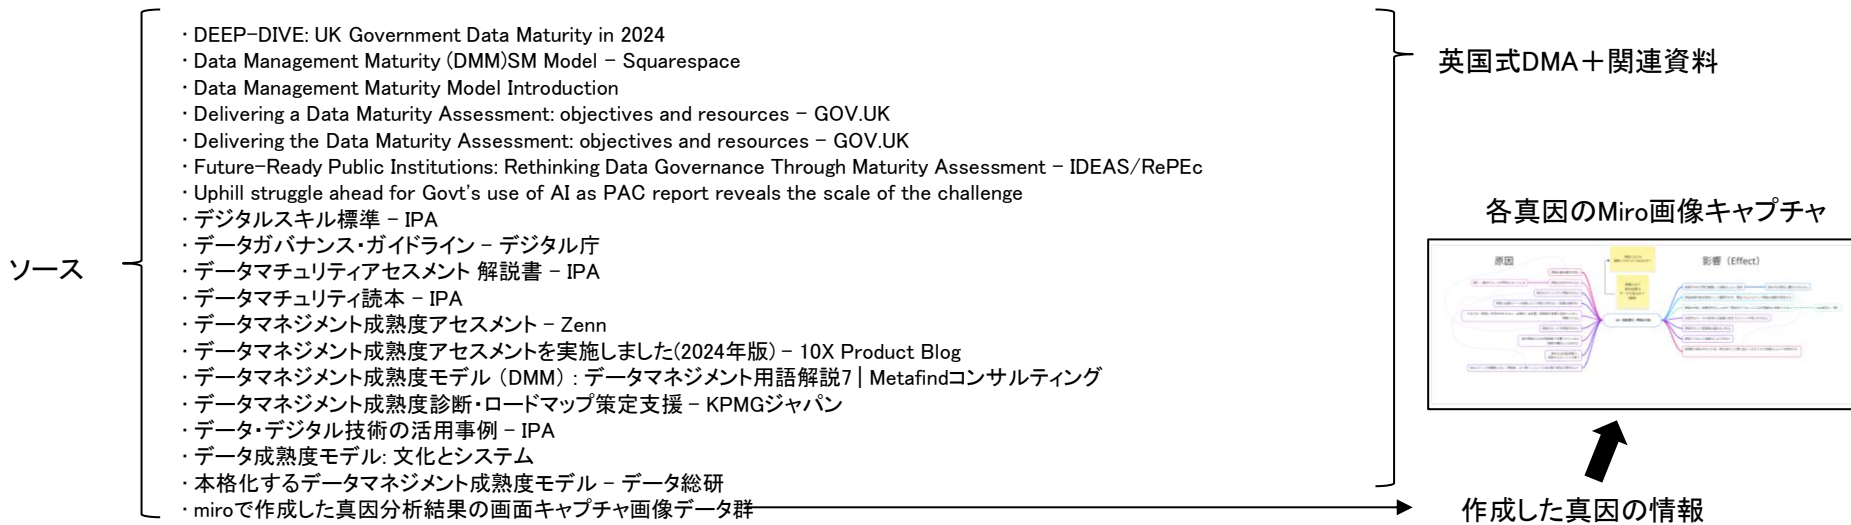 ・DEEP-DIVE: UK Government Data Maturity in 2024
・Data Management Maturity (DMM)SM Model - Squarespace
・Data Management Maturity Model Introduction
・Delivering a Data Maturity Assessment: objectives and resources - GOV.UK
・Delivering the Data Maturity Assessment: objectives and resources - GOV.UK
・Future-Ready Public Institutions: Rethinking Data Governance Through Maturity Assessment - IDEAS/RePEc
・Uphill struggle ahead for Govt's use of AI as PAC report reveals the scale of the challenge
・デジタルスキル標準 - IPA
・データガバナンス・ガイドライン - デジタル庁
・データマチュリティアセスメント 解説書 - IPA
・データマチュリティ読本 - IPA
・データマネジメント成熟度アセスメント - Zenn
・データマネジメント成熟度アセスメントを実施しました(2024年版) - 10X Product Blog
・データマネジメント成熟度モデル（DMM）: データマネジメント用語解説7 | Metafindコンサルティング
・データマネジメント成熟度診断・ロードマップ策定支援 - KPMGジャパン
・データ・デジタル技術の活用事例 - IPA
・データ成熟度モデル: 文化とシステム
・本格化するデータマネジメント成熟度モデル - データ総研
・miroで作成した真因分析結果の画面キャプチャ画像データ群
ソース
英国式DMA＋関連資料
各真因のMiro画像キャプチャ
原因
影響（Effect）
作成した真因の情報